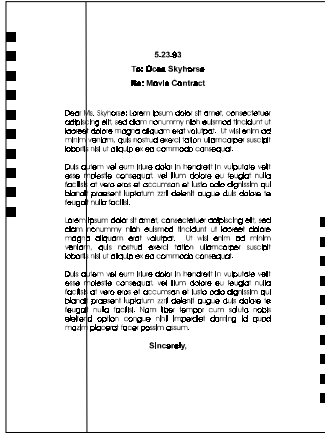 5-23-93
To: Dcea Skyhorse
Re: Movie Contract
Dear Ms. Skyhorse: Lorem ipsum dolor sit amet, consectetuer
adipiscing elit, sed diam nonummy nibh euismod tincidunt ut
laoreet dolore magna aliquam erat volutpat. Ut wisi enim ad
minim veniam, quis nostrud exerci tation ullamcorper suscipit
lobortis nisl ut aliquip ex ea commodo consequat.
Duis autem vel eum iriure dolor in hendrerit in vulputate velit
esse molestie consequat, vel illum dolore eu feugiat nulla
facilisis at vero eros et accumsan et iusto odio dignissim qui
blandit praesent luptatum zzril delenit augue duis dolore te
feugait nulla facilisi.
Lorem ipsum dolor sit amet, consectetuer adipiscing elit, sed
diam nonummy nibh euismod tincidunt ut laoreet dolore
magna aliquam erat volutpat. Ut wisi enim ad minim
veniam, quis nostrud exerci tation ullamcorper suscipit
lobortis nisl ut aliquip ex ea commodo consequat.
Duis autem vel eum iriure dolor in hendrerit in vulputate velit
esse molestie consequat, vel illum dolore eu feugiat nulla
facilisis at vero eros et accumsan et iusto odio dignissim qui
blandit praesent luptatum zzril delenit augue duis dolore te
feugait nulla facilisi. Nam liber tempor cum soluta nobis
eleifend option congue nihil imperdiet doming id quod
mazim placerat facer possim assum.
Sincerely,